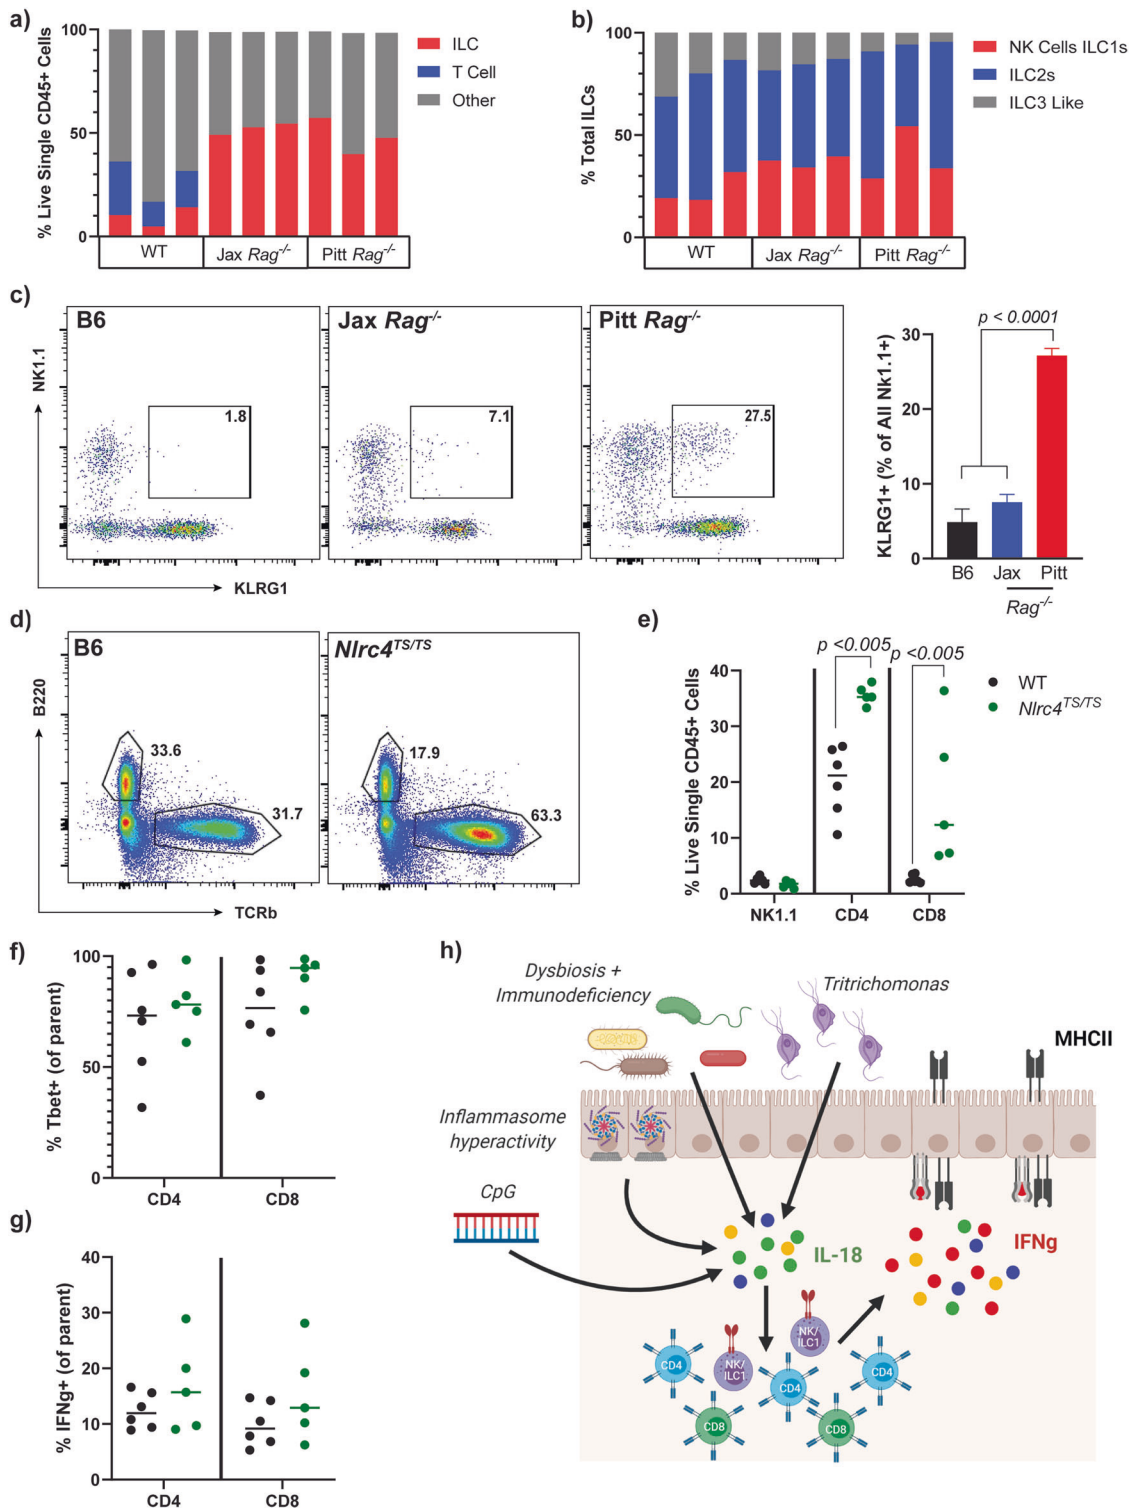 a)
% Live Single CD45+ Cells
100
50
0
WT
Jax Rag-/-
Pitt Rag-/-
ILC
T Cell
Other
b)
% Total ILCs
100
50
0
WT
Jax Rag-/-
Pitt Rag-/-
NK Cells ILC1s
ILC2s
ILC3 Like
c)
B6
1.8
Jax Rag-/-
7.1
Pitt Rag-/-
27.5
NK1.1
KLRG1
KLRG1+ (% of All Nk1.1+)
30
20
10
0
p < 0.0001
B6
Jax
Pitt
Rag-/-
d)
B6
33.6
31.7
Nlrc4TS/TS
17.9
63.3
B220
TCRb
e)
% Live Single CD45+ Cells
40
30
20
10
0
p <0.005
p <0.005
NK1.1
CD4
CD8
WT
Nlrc4TS/TS
f)
% Tbet+ (of parent)
100
50
0
CD4
CD8
g)
% IFNg+ (of parent)
40
30
20
10
0
CD4
CD8
h)
Dysbiosis +
Immunodeficiency
Tritrichomonas
MHCII
Inflammasome
hyperactivity
CpG
IL-18
IFNg
NK/
ILC1
NK/
ILC1
CD4
CD4
CD4
CD8
CD8